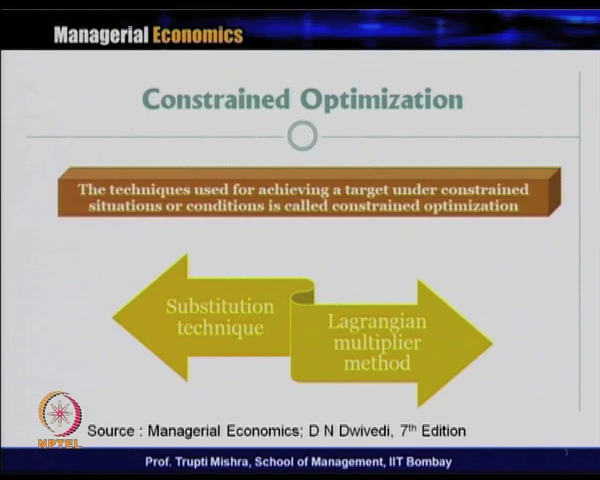 Managerial Economics
Constrained Optimization
The techniques used for achieving a target under constrained
situations or conditions is called constrained optimization
Substitution
technique
Lagrangian
multiplier
method
NPTEL
Source : Managerial Economics; D N Dwivedi, 7th Edition
Prof. Trupti Mishra, School of Management, IIT Bombay